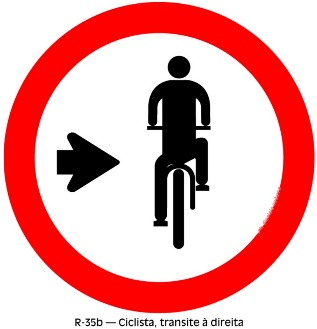 R-35b — Ciclista, transite à direita